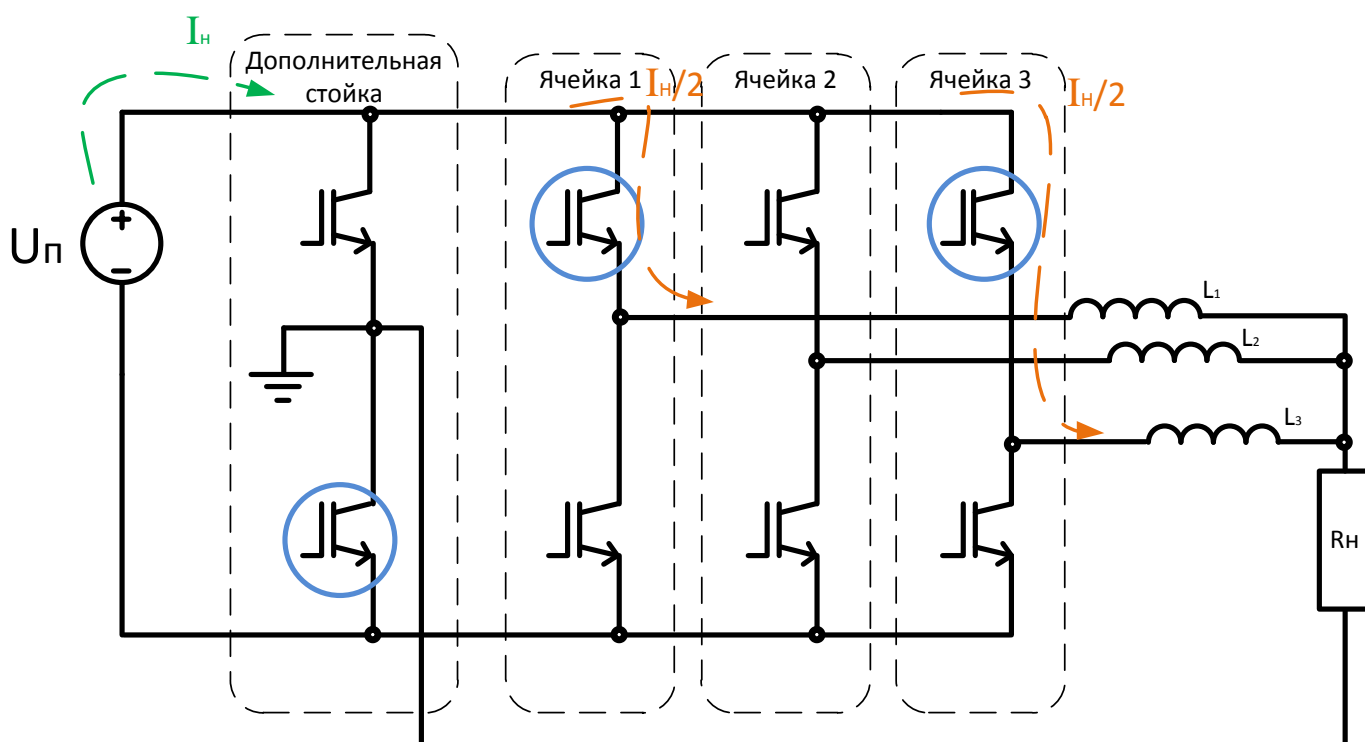 Iн
Дополнительная
стойка
Ячейка 1
Iн/2
Ячейка 2
Ячейка 3
Iн/2
+
Uп
−
L1
L2
L3
Rн